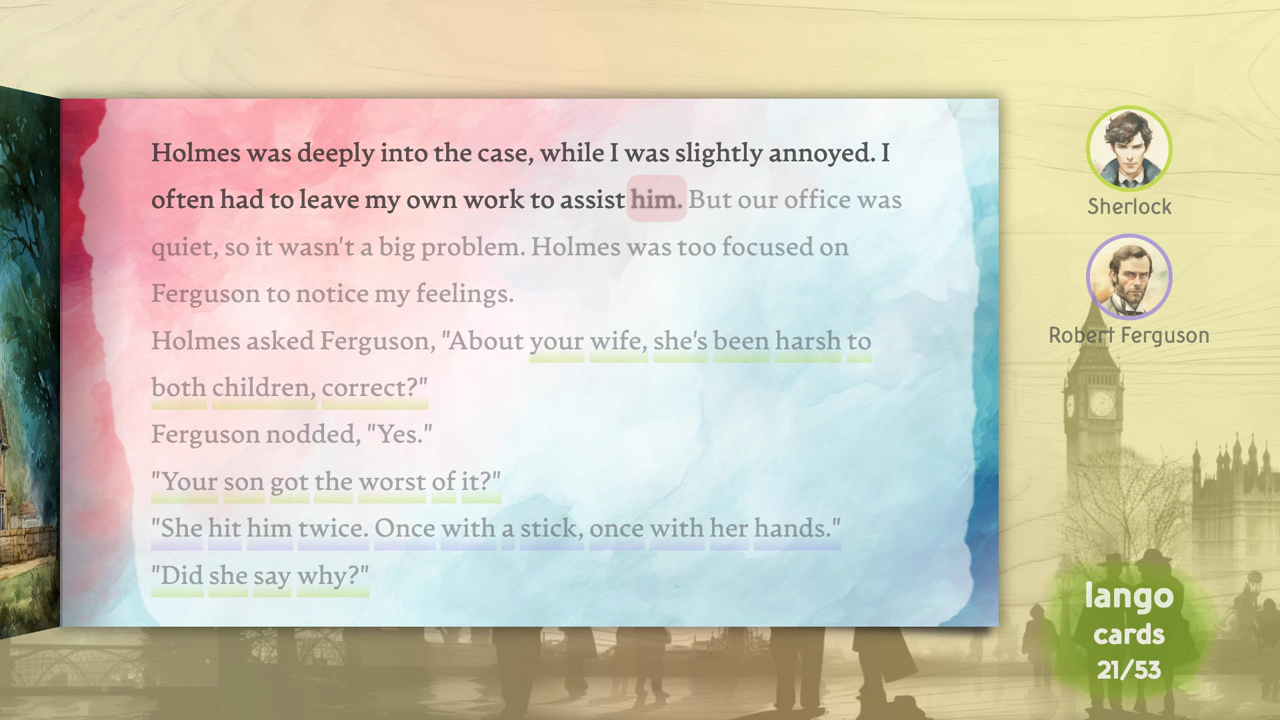 Holmes was deeply into the case, while I was slightly annoyed. I
often had to leave my own work to assist him. But our office was
quiet, so it wasn't a big problem. Holmes was too focused on
Ferguson to notice my feelings.
Holmes asked Ferguson, "About your wife, she's been harsh to
both children, correct?"
Ferguson nodded, "Yes."
"Your son got the worst of it?"
"She hit him twice. Once with a stick, once with her hands."
"Did she say why?"
Sherlock
Robert Ferguson
lango
cards
21/53